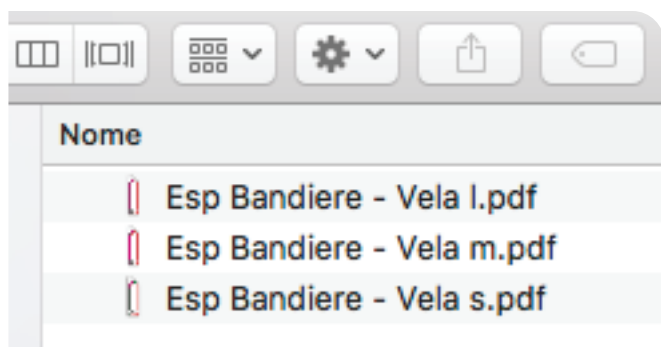 Nome
Esp Bandiere - Vela l.pdf
Esp Bandiere - Vela m.pdf
Esp Bandiere - Vela s.pdf